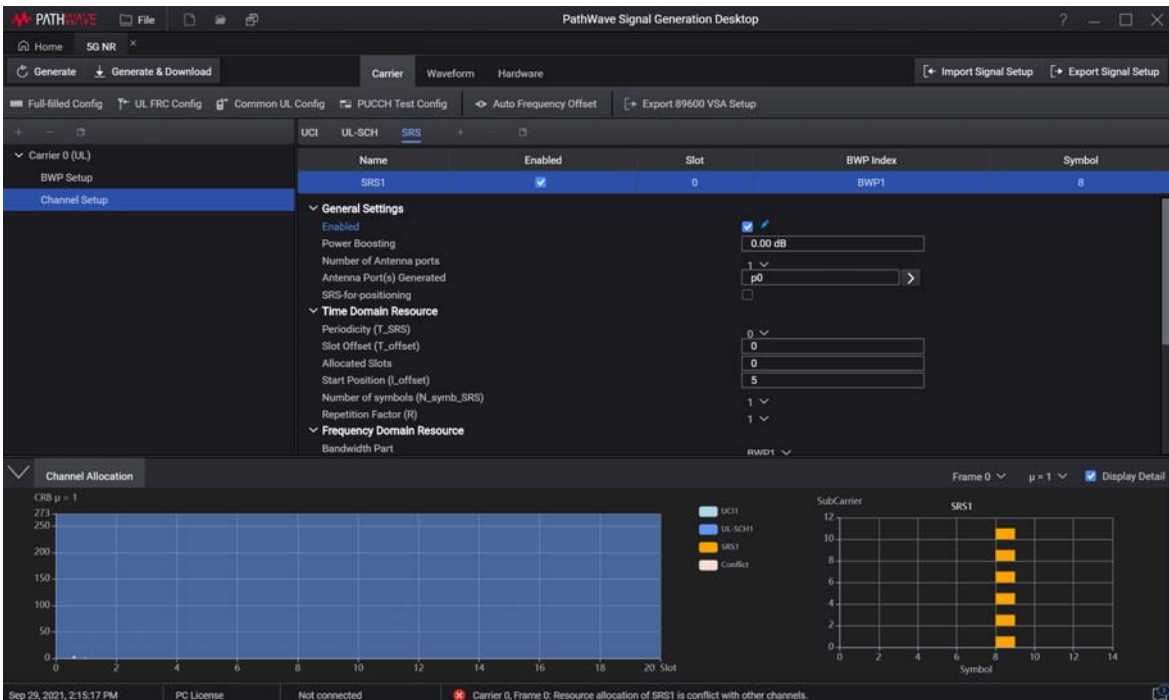 PATHWAVE File PathWave Signal Generation Desktop ?
Home 5G NR ×
Generate Generate & Download Carrier Waveform Hardware Import Signal Setup Export Signal Setup
Full-filled Config UL FRC Config Common UL Config PUCCH Test Config Auto Frequency Offset Export 89600 VSA Setup
UCI UL-SCH SRS
Carrier 0 (UL)
BWP Setup
Channel Setup
Name Enabled Slot BWP Index Symbol
SRS1 0 BWP1 8
General Settings
Enabled
Power Boosting 0.00 dB
Number of Antenna ports 1
Antenna Port(s) Generated p0
SRS-for-positioning
Time Domain Resource
Periodicity (T_SRS) 0
Slot Offset (T_offset) 0
Allocated Slots 0
Start Position (l_offset) 5
Number of symbols (N_symb_SRS) 1
Repetition Factor (R) 1
Frequency Domain Resource
Bandwidth Part BWP1
Channel Allocation Frame 0 μ = 1 Display Detail
CRB μ = 1
273
250
200
150
100
50
0
0 2 4 6 8 10 12 14 16 18 20 Slot
UCI1
UL-SCH1
SRS1
Conflict
SubCarrier SRS1
12
10
8
6
4
2
0
0 2 4 6 8 10 12 14
Symbol
Sep 29, 2021, 2:15:17 PM PC License Not connected Carrier 0, Frame 0: Resource allocation of SRS1 is conflict with other channels.